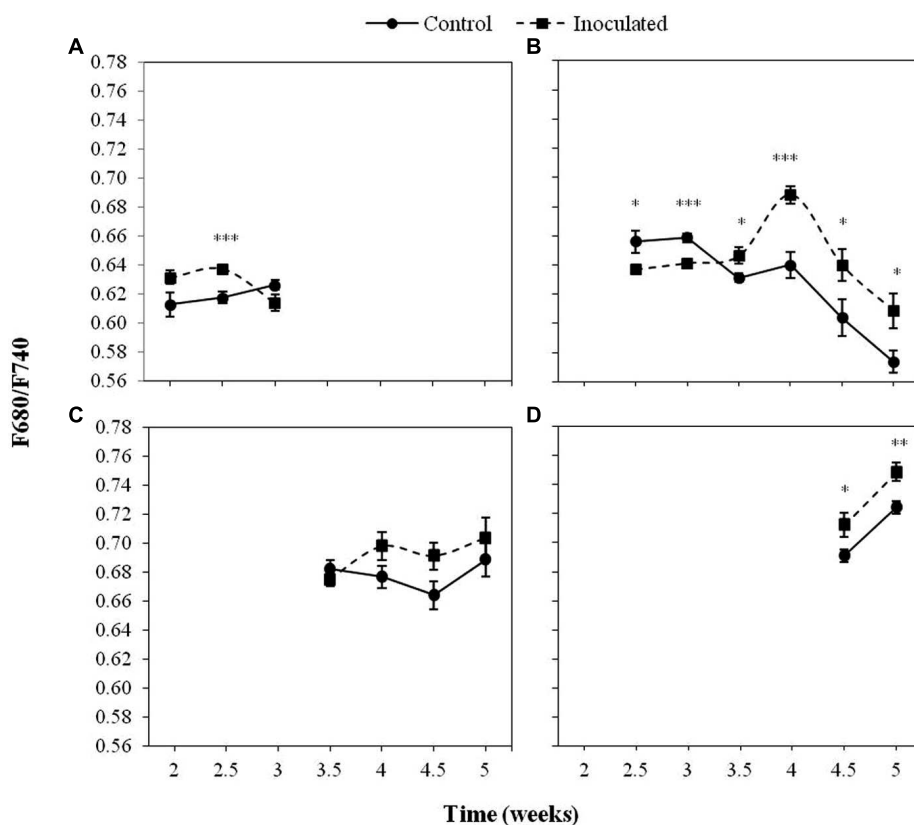 Control Inoculated
A
B
0.78
0.76
0.74
0.72
0.70
0.68
0.66
0.64
0.62
0.60
0.58
0.56
***
* *** * *** * *
C
D
0.78
0.76
0.74
0.72
0.70
0.68
0.66
0.64
0.62
0.60
0.58
0.56
* **
2 2.5 3 3.5 4 4.5 5
2 2.5 3 3.5 4 4.5 5
F680/F740
Time (weeks)